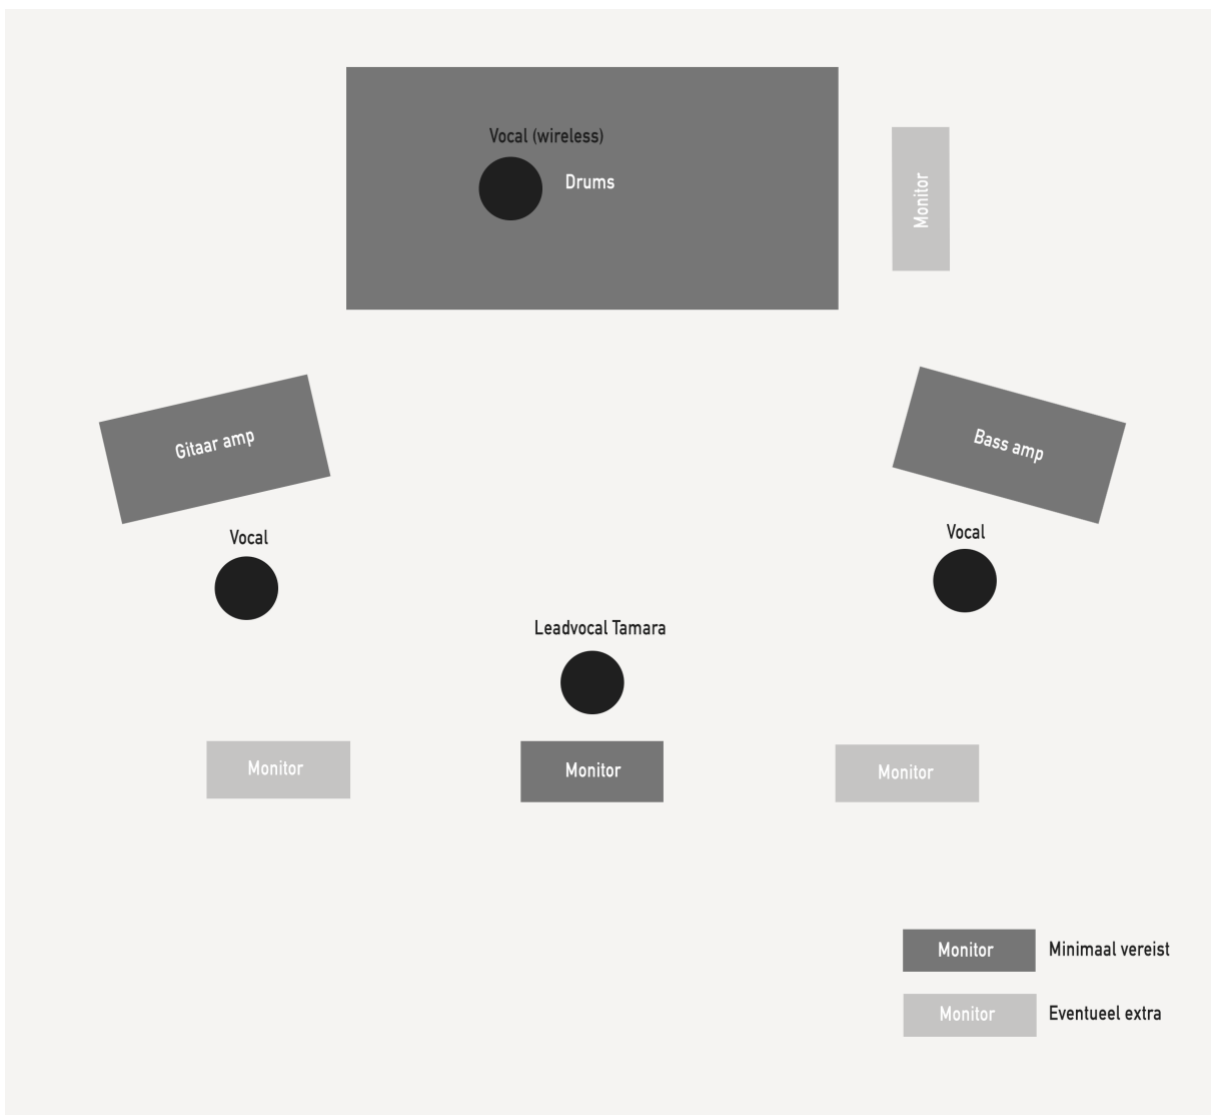 Vocal (wireless)
Drums
Monitor
Gitaar amp
Bass amp
Vocal
Vocal
Leadvocal Tamara
Monitor
Monitor
Monitor
Monitor
Minimaal vereist
Monitor
Eventueel extra